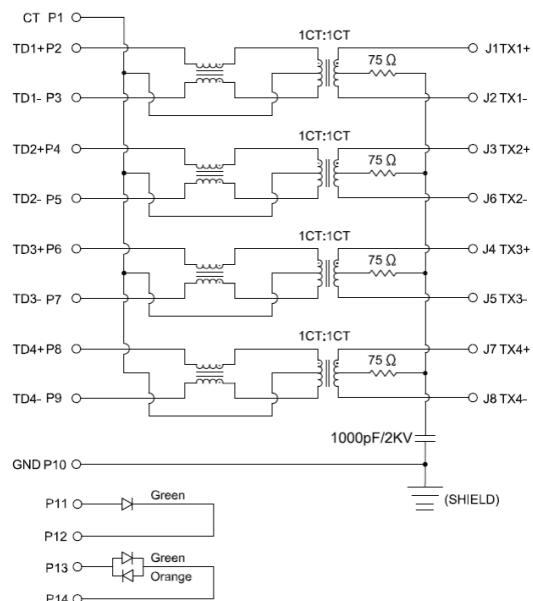 CT P1
1CT:1CT
TD1+P2
75 Ω
J1TX1+
TD1- P3
J2 TX1-
1CT:1CT
TD2+P4
75 Ω
J3 TX2+
TD2- P5
J6 TX2-
1CT:1CT
TD3+P6
75 Ω
J4 TX3+
TD3- P7
J5 TX3-
1CT:1CT
TD4+P8
75 Ω
J7 TX4+
TD4- P9
J8 TX4-
1000pF/2KV
GND P10
(SHIELD)
P11
Green
P12
P13
Green
Orange
P14